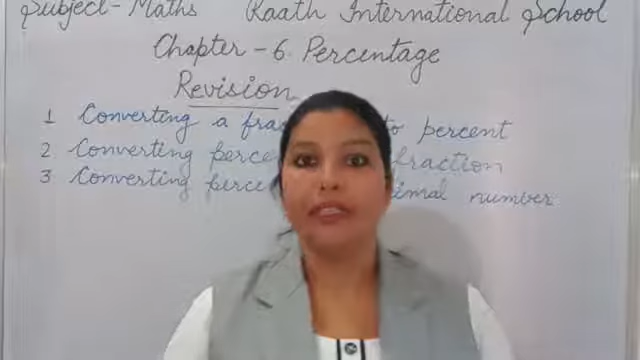 Subject- Maths Raath International School
Chapter - 6 Percentage
Revision
1 Converting a fra to percent
2 Converting perce fraction
3 Converting perce imal number